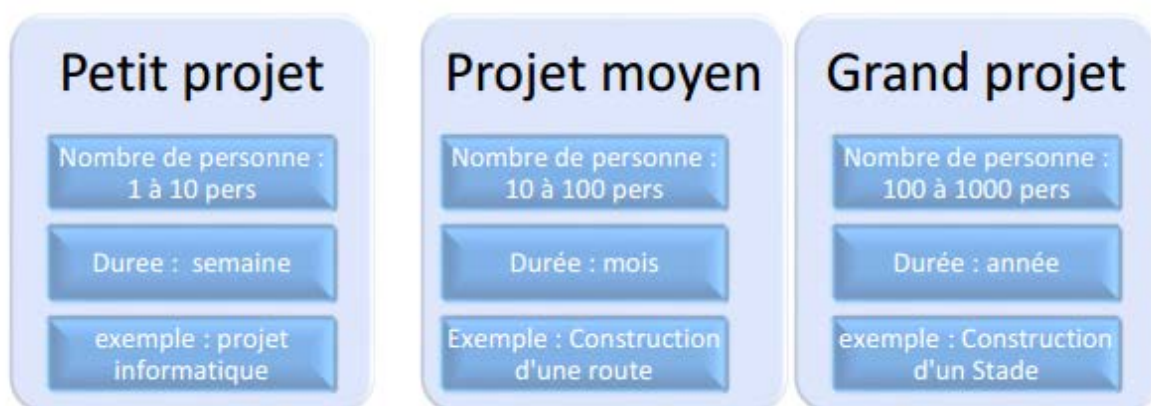 Petit projet
Nombre de personne :
1 à 10 pers
Duree :  semaine
exemple : projet
informatique
Projet moyen
Nombre de personne :
10 à 100 pers
Durée : mois
Exemple : Construction
d'une route
Grand projet
Nombre de personne :
100 à 1000 pers
Durée : année
exemple : Construction
d'un Stade